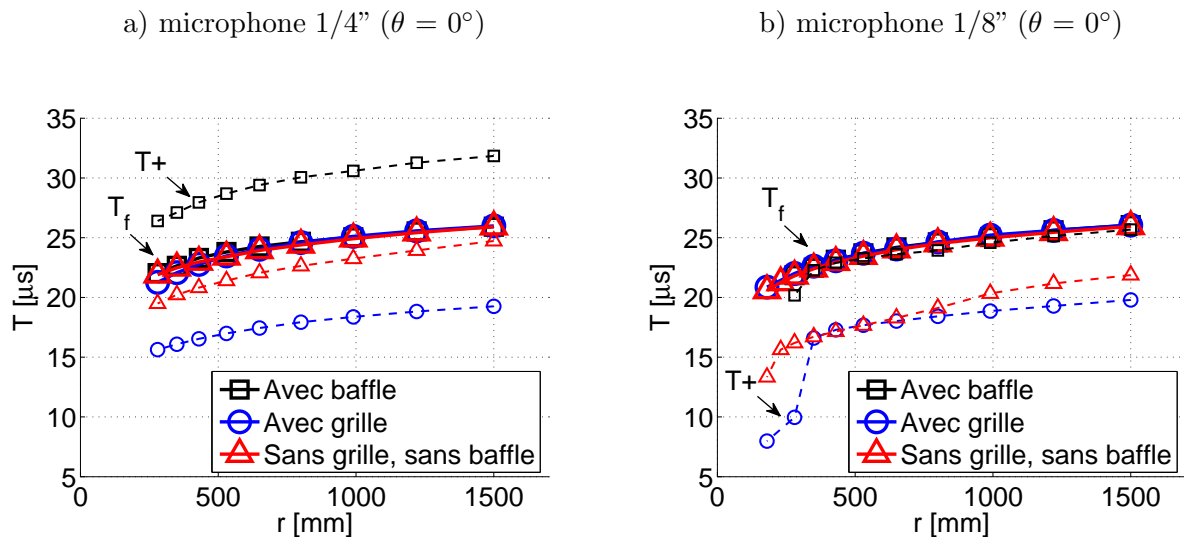 a) microphone 1/4” (θ = 0°)
b) microphone 1/8” (θ = 0°)
35
30
25
20
15
10
5
T [µs]
T+
T_f
Avec baffle
Avec grille
Sans grille, sans baffle
0
500
1000
1500
r [mm]
35
30
25
20
15
10
5
T [µs]
T_f
T+
Avec baffle
Avec grille
Sans grille, sans baffle
0
500
1000
1500
r [mm]